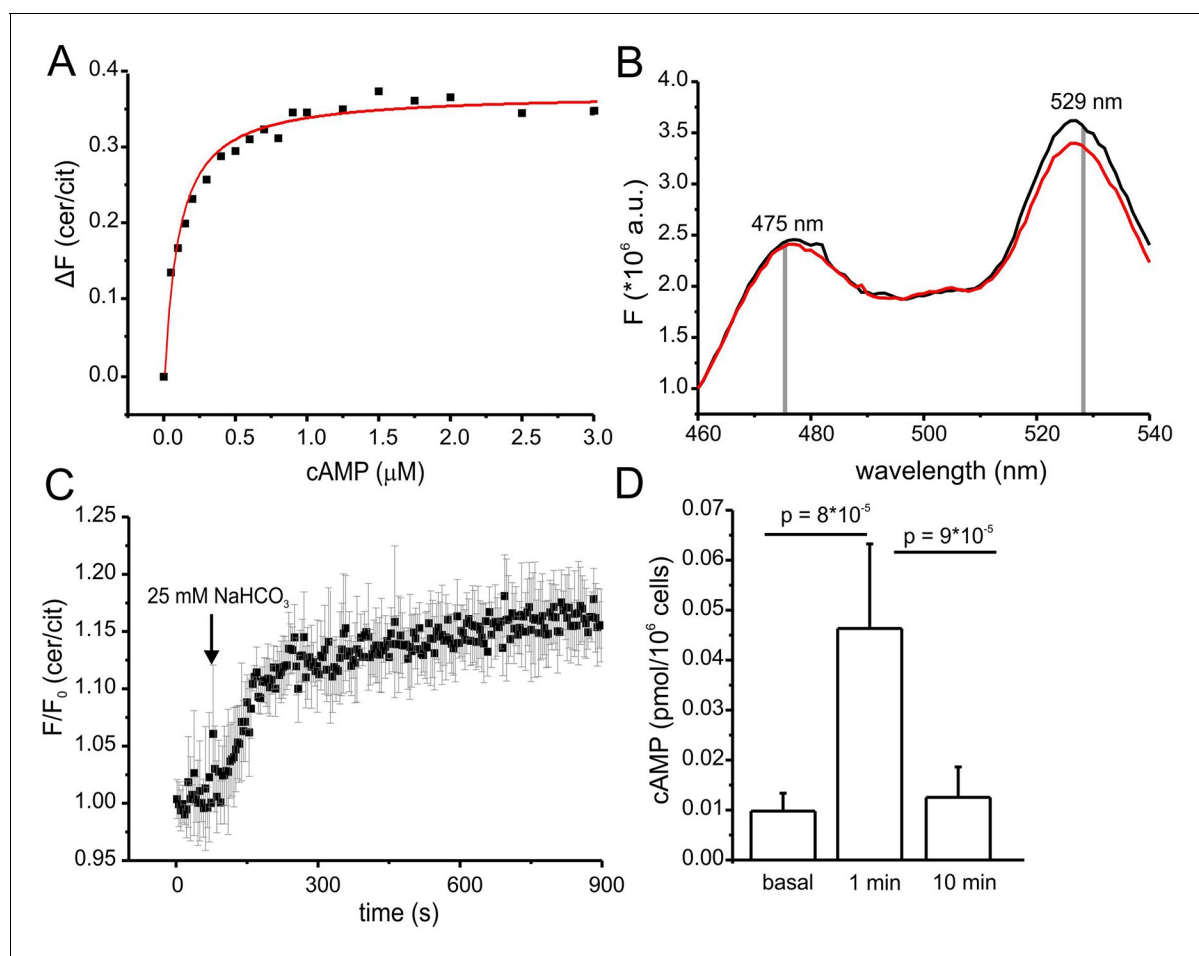 A
0.4
0.3
0.2
0.1
0.0
ΔF (cer/cit)
0.0 0.5 1.0 1.5 2.0 2.5 3.0
cAMP (μM)
B
4.0
3.5
3.0
2.5
2.0
1.5
1.0
F (*10⁶ a.u.)
475 nm
529 nm
460 480 500 520 540
wavelength (nm)
C
1.25
1.20
1.15
1.10
1.05
1.00
0.95
F/F₀ (cer/cit)
25 mM NaHCO₃
0 300 600 900
time (s)
D
0.07
0.06
0.05
0.04
0.03
0.02
0.01
0.00
cAMP (pmol/10⁶ cells)
p = 8*10⁻⁵
p = 9*10⁻⁵
basal 1 min 10 min